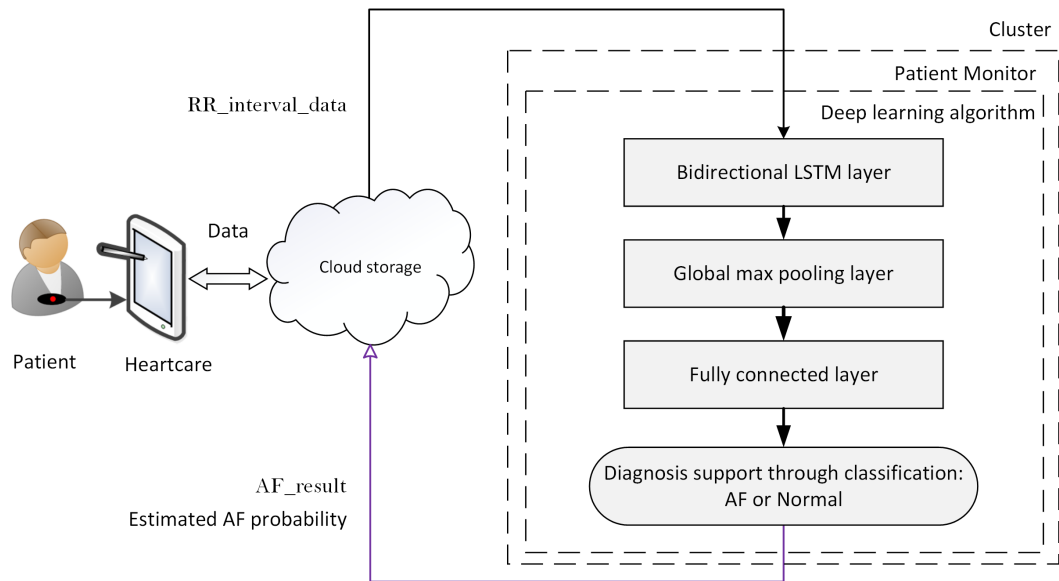 Cluster
Patient Monitor
Deep learning algorithm
RR_interval_data
Bidirectional LSTM layer
Data
Cloud storage
Global max pooling layer
Patient
Heartcare
Fully connected layer
Diagnosis support through classification:
AF or Normal
AF_result
Estimated AF probability